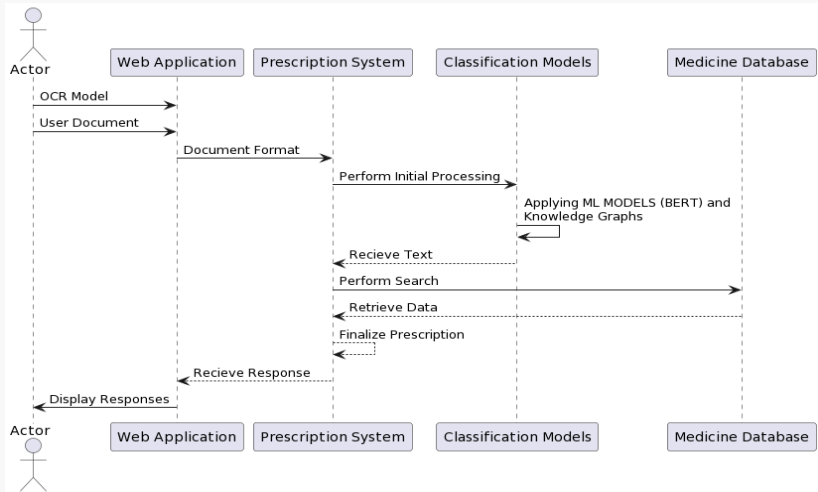 Actor
Web Application
Prescription System
Classification Models
Medicine Database
OCR Model
User Document
Document Format
Perform Initial Processing
Applying ML MODELS (BERT) and
Knowledge Graphs
Recieve Text
Perform Search
Retrieve Data
Finalize Prescription
Recieve Response
Display Responses
Actor
Web Application
Prescription System
Classification Models
Medicine Database